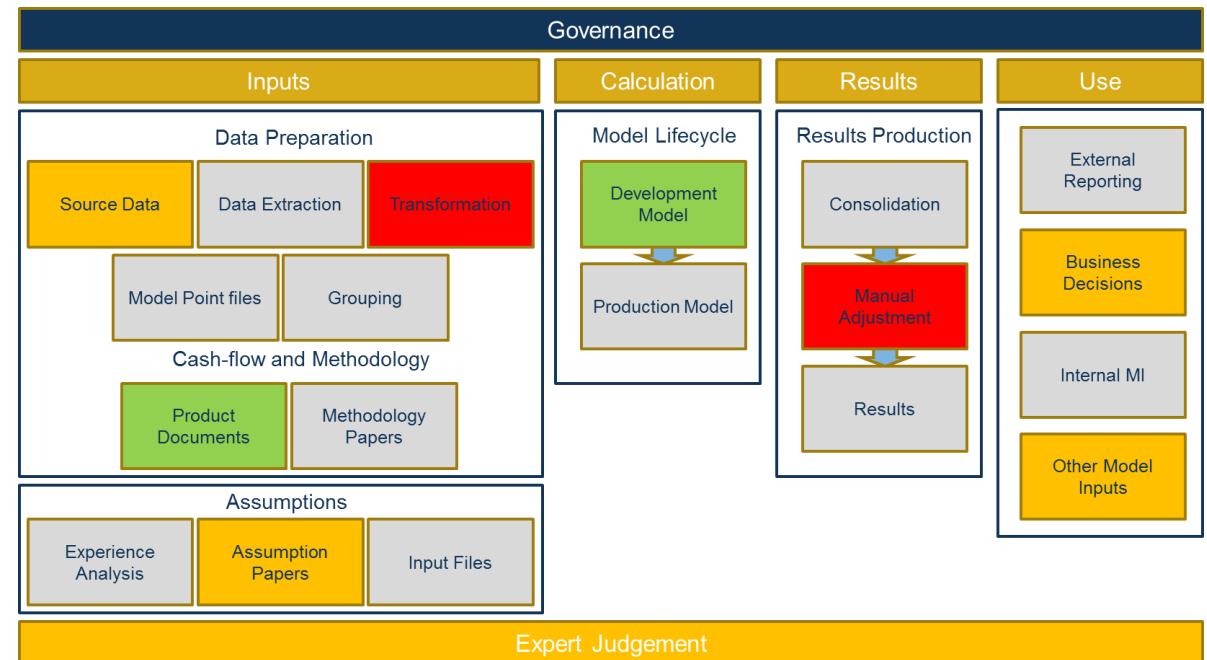 Governance
Inputs
Calculation
Results
Use
Data Preparation
Source Data
Data Extraction
Transformation
Model Point files
Grouping
Cash-flow and Methodology
Product
Documents
Methodology
Papers
Assumptions
Experience
Analysis
Assumption
Papers
Input Files
Model Lifecycle
Development
Model
Production Model
Results Production
Consolidation
Manual
Adjustment
Results
External
Reporting
Business
Decisions
Internal MI
Other Model
Inputs
Expert Judgement